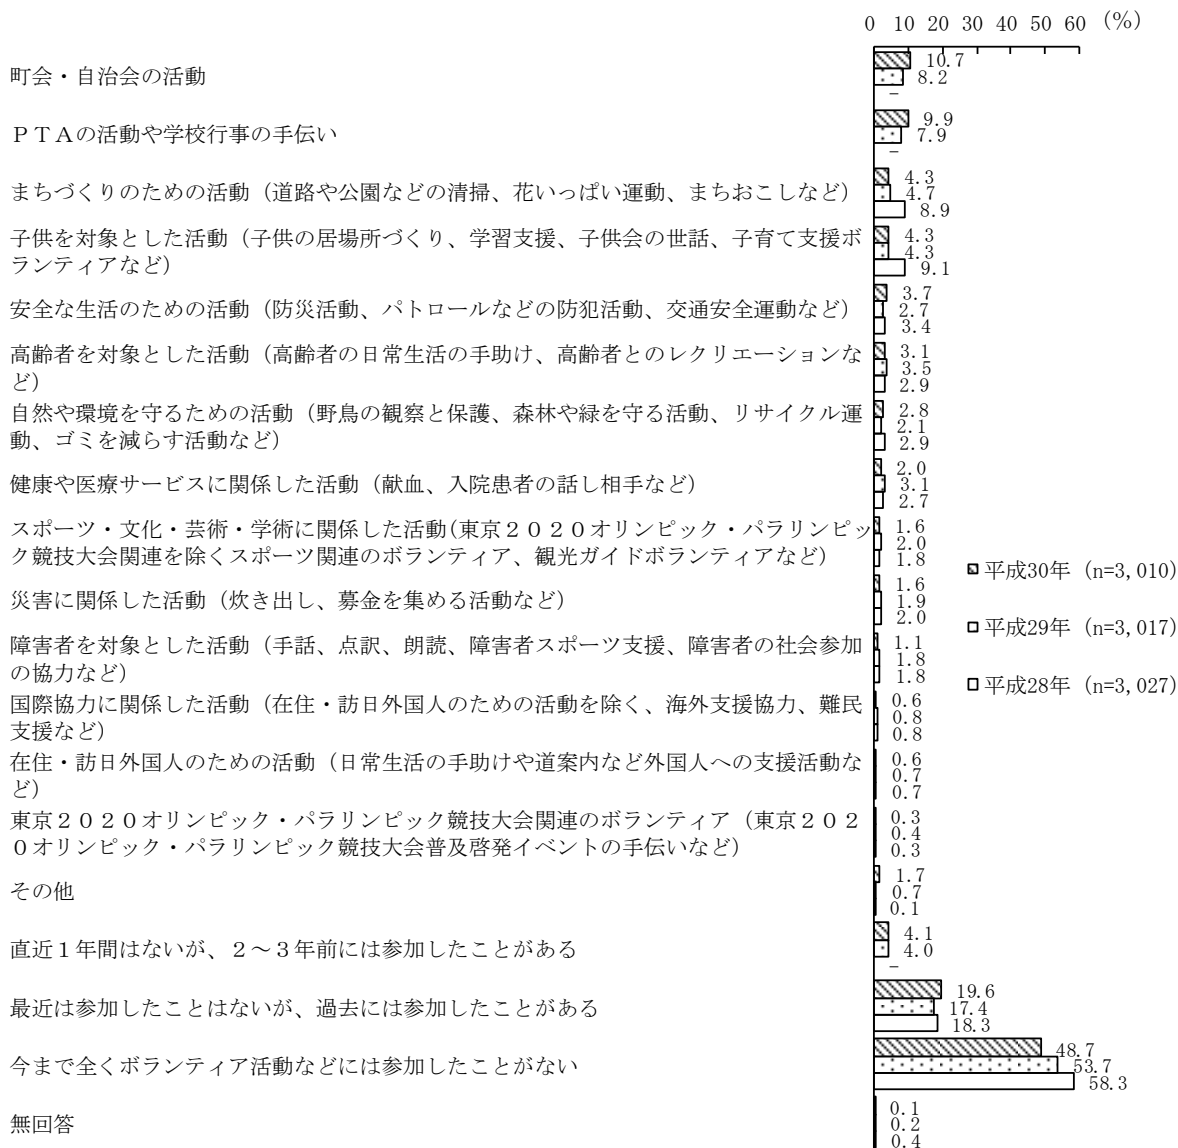 0 10 20 30 40 50 60 (%)
町会・自治会の活動
10.7
8.2
-
ＰＴＡの活動や学校行事の手伝い
9.9
7.9
-
まちづくりのための活動（道路や公園などの清掃、花いっぱい運動、まちおこしなど）
4.3
4.7
8.9
子供を対象とした活動（子供の居場所づくり、学習支援、子供会の世話、子育て支援ボ
ランティアなど）
4.3
4.3
9.1
安全な生活のための活動（防災活動、パトロールなどの防犯活動、交通安全運動など）
3.7
2.7
3.4
高齢者を対象とした活動（高齢者の日常生活の手助け、高齢者とのレクリエーションな
ど）
3.1
3.5
2.9
自然や環境を守るための活動（野鳥の観察と保護、森林や緑を守る活動、リサイクル運
動、ゴミを減らす活動など）
2.8
2.1
2.9
健康や医療サービスに関係した活動（献血、入院患者の話し相手など）
2.0
3.1
2.7
スポーツ・文化・芸術・学術に関係した活動(東京２０２０オリンピック・パラリンピッ
ク競技大会関連を除くスポーツ関連のボランティア、観光ガイドボランティアなど）
1.6
2.0
1.8
災害に関係した活動（炊き出し、募金を集める活動など）
1.6
1.9
2.0
障害者を対象とした活動（手話、点訳、朗読、障害者スポーツ支援、障害者の社会参加
の協力など）
1.1
1.8
1.8
国際協力に関係した活動（在住・訪日外国人のための活動を除く、海外支援協力、難民
支援など）
0.6
0.8
0.8
在住・訪日外国人のための活動（日常生活の手助けや道案内など外国人への支援活動な
ど）
0.6
0.7
0.7
東京２０２０オリンピック・パラリンピック競技大会関連のボランティア（東京２０２
０オリンピック・パラリンピック競技大会普及啓発イベントの手伝いなど）
0.3
0.4
0.3
その他
1.7
0.7
0.1
直近１年間はないが、２～３年前には参加したことがある
4.1
4.0
-
最近は参加したことはないが、過去には参加したことがある
19.6
17.4
18.3
今まで全くボランティア活動などには参加したことがない
48.7
53.7
58.3
無回答
0.1
0.2
0.4
平成30年 (n=3,010)
平成29年 (n=3,017)
平成28年 (n=3,027)